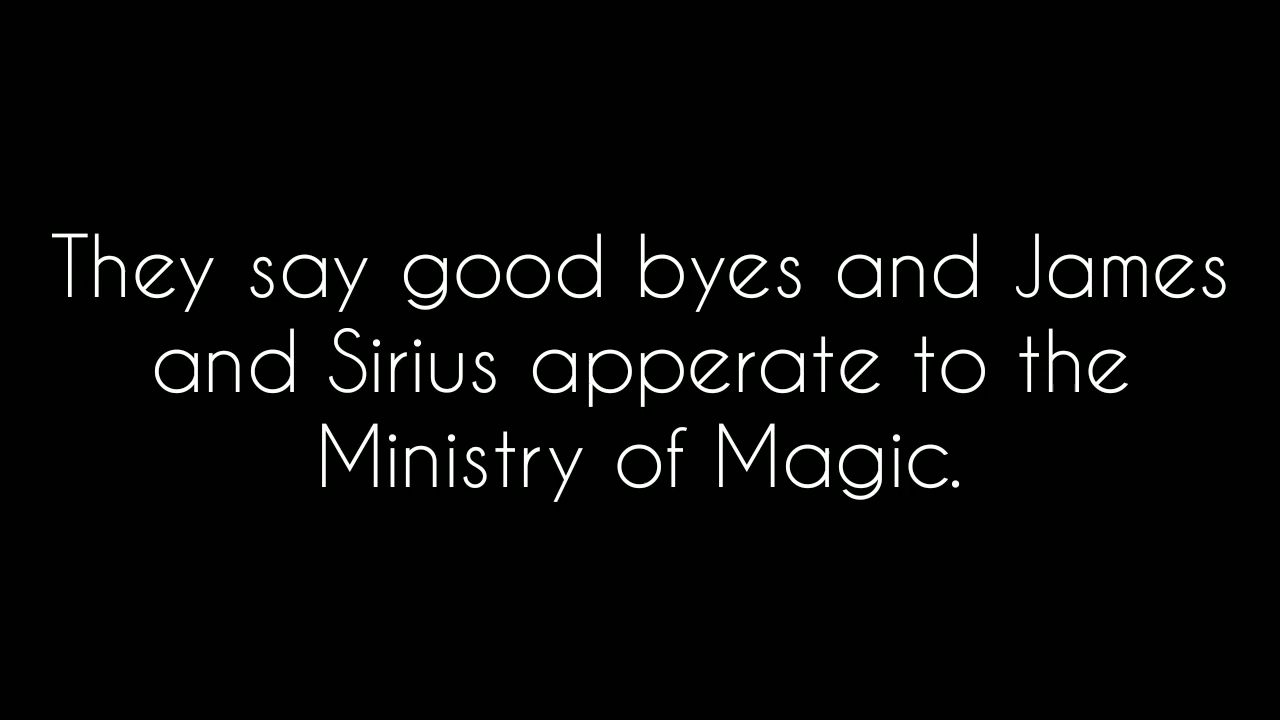 They say good byes and James
and Sirius apperate to the
Ministry of Magic.